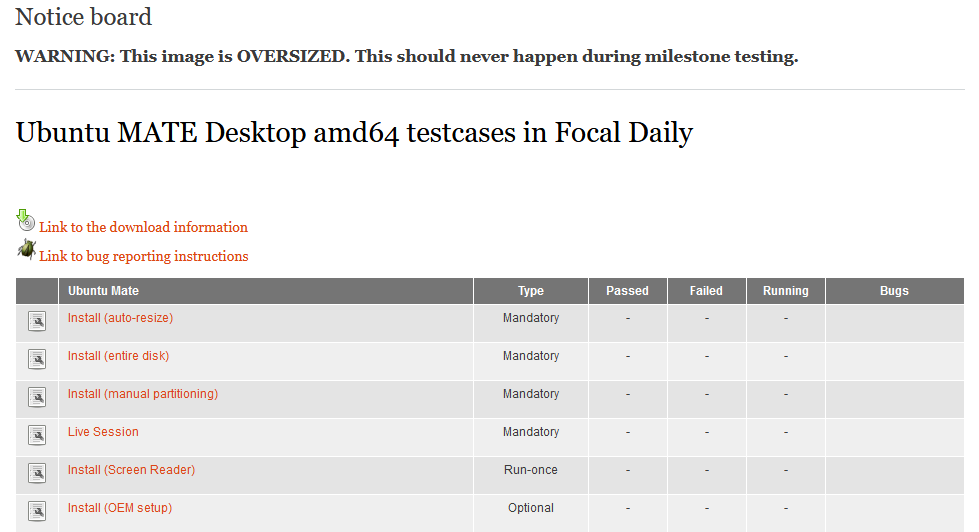 Notice board
WARNING: This image is OVERSIZED. This should never happen during milestone testing.
Ubuntu MATE Desktop amd64 testcases in Focal Daily
Link to the download information
Link to bug reporting instructions
Ubuntu Mate Type Passed Failed Running Bugs
Install (auto-resize) Mandatory - - -
Install (entire disk) Mandatory - - -
Install (manual partitioning) Mandatory - - -
Live Session Mandatory - - -
Install (Screen Reader) Run-once - - -
Install (OEM setup) Optional - - -